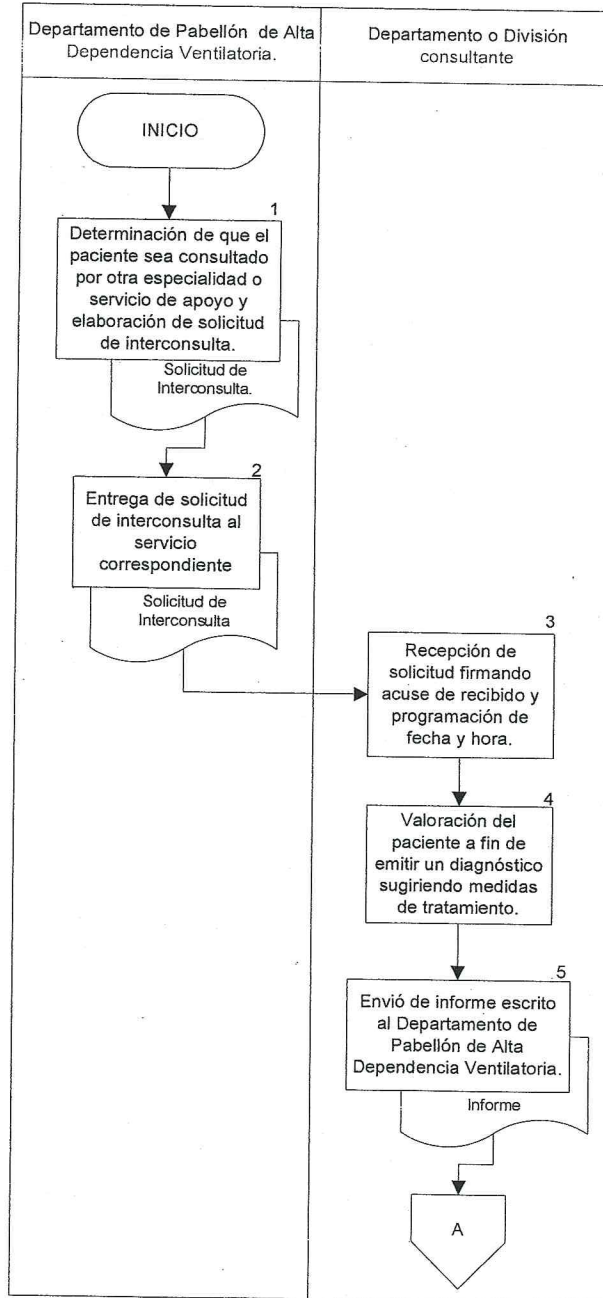 Departamento de Pabellón de Alta
Dependencia Ventilatoria.
Departamento o División
consultante
INICIO
1
Determinación de que el
paciente sea consultado
por otra especialidad o
servicio de apoyo y
elaboración de solicitud
de interconsulta.
Solicitud de
Interconsulta.
2
Entrega de solicitud
de interconsulta al
servicio
correspondiente
Solicitud de
Interconsulta
3
Recepción de
solicitud firmando
acuse de recibido y
programación de
fecha y hora.
4
Valoración del
paciente a fin de
emitir un diagnóstico
sugiriendo medidas
de tratamiento.
5
Envió de informe escrito
al Departamento de
Pabellón de Alta
Dependencia Ventilatoria.
Informe
A